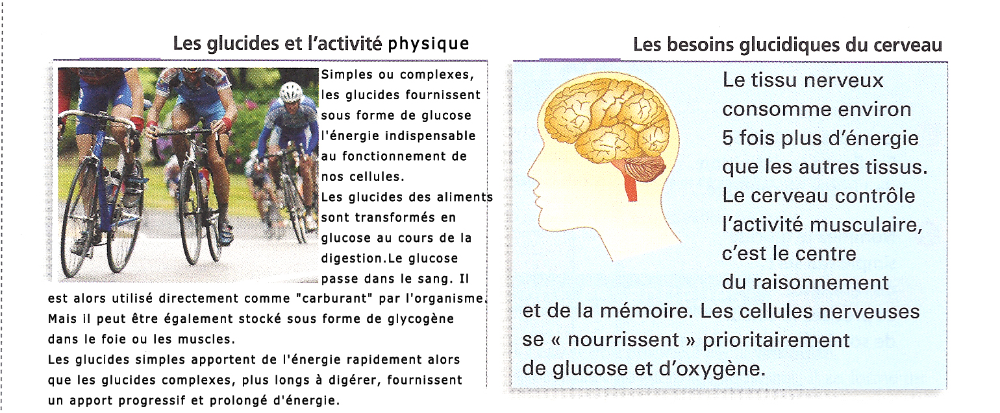 Les glucides et l'activité physique
Simples ou complexes,
les glucides fournissent
sous forme de glucose
l'énergie indispensable
au fonctionnement de
nos cellules.
Les glucides des aliments
sont transformés en
glucose au cours de la
digestion.Le glucose
passe dans le sang. Il
est alors utilisé directement comme "carburant" par l'organisme.
Mais il peut être également stocké sous forme de glycogène
dans le foie ou les muscles.
Les glucides simples apportent de l'énergie rapidement alors
que les glucides complexes, plus longs à digérer, fournissent
un apport progressif et prolongé d'énergie.
Les besoins glucidiques du cerveau
Le tissu nerveux
consomme environ
5 fois plus d'énergie
que les autres tissus.
Le cerveau contrôle
l'activité musculaire,
c'est le centre
du raisonnement
et de la mémoire. Les cellules nerveuses
se « nourrissent » prioritairement
de glucose et d'oxygène.